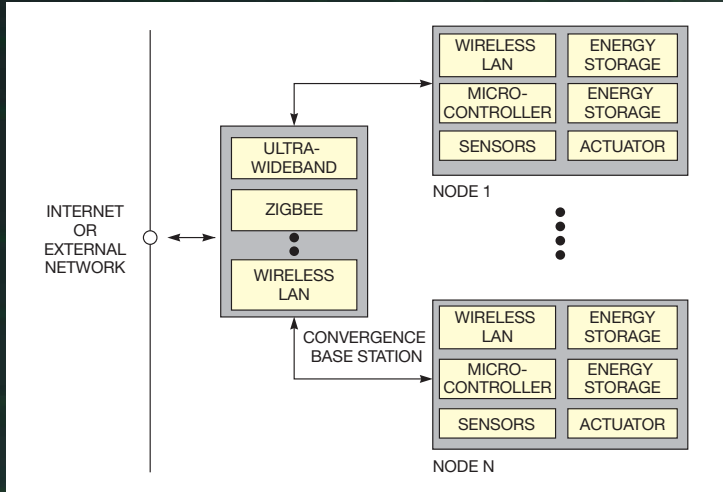 INTERNET
OR
EXTERNAL
NETWORK
ULTRA-
WIDEBAND
ZIGBEE
WIRELESS
LAN
CONVERGENCE
BASE STATION
WIRELESS
LAN
ENERGY
STORAGE
MICRO-
CONTROLLER
ENERGY
STORAGE
SENSORS
ACTUATOR
NODE 1
WIRELESS
LAN
ENERGY
STORAGE
MICRO-
CONTROLLER
ENERGY
STORAGE
SENSORS
ACTUATOR
NODE N